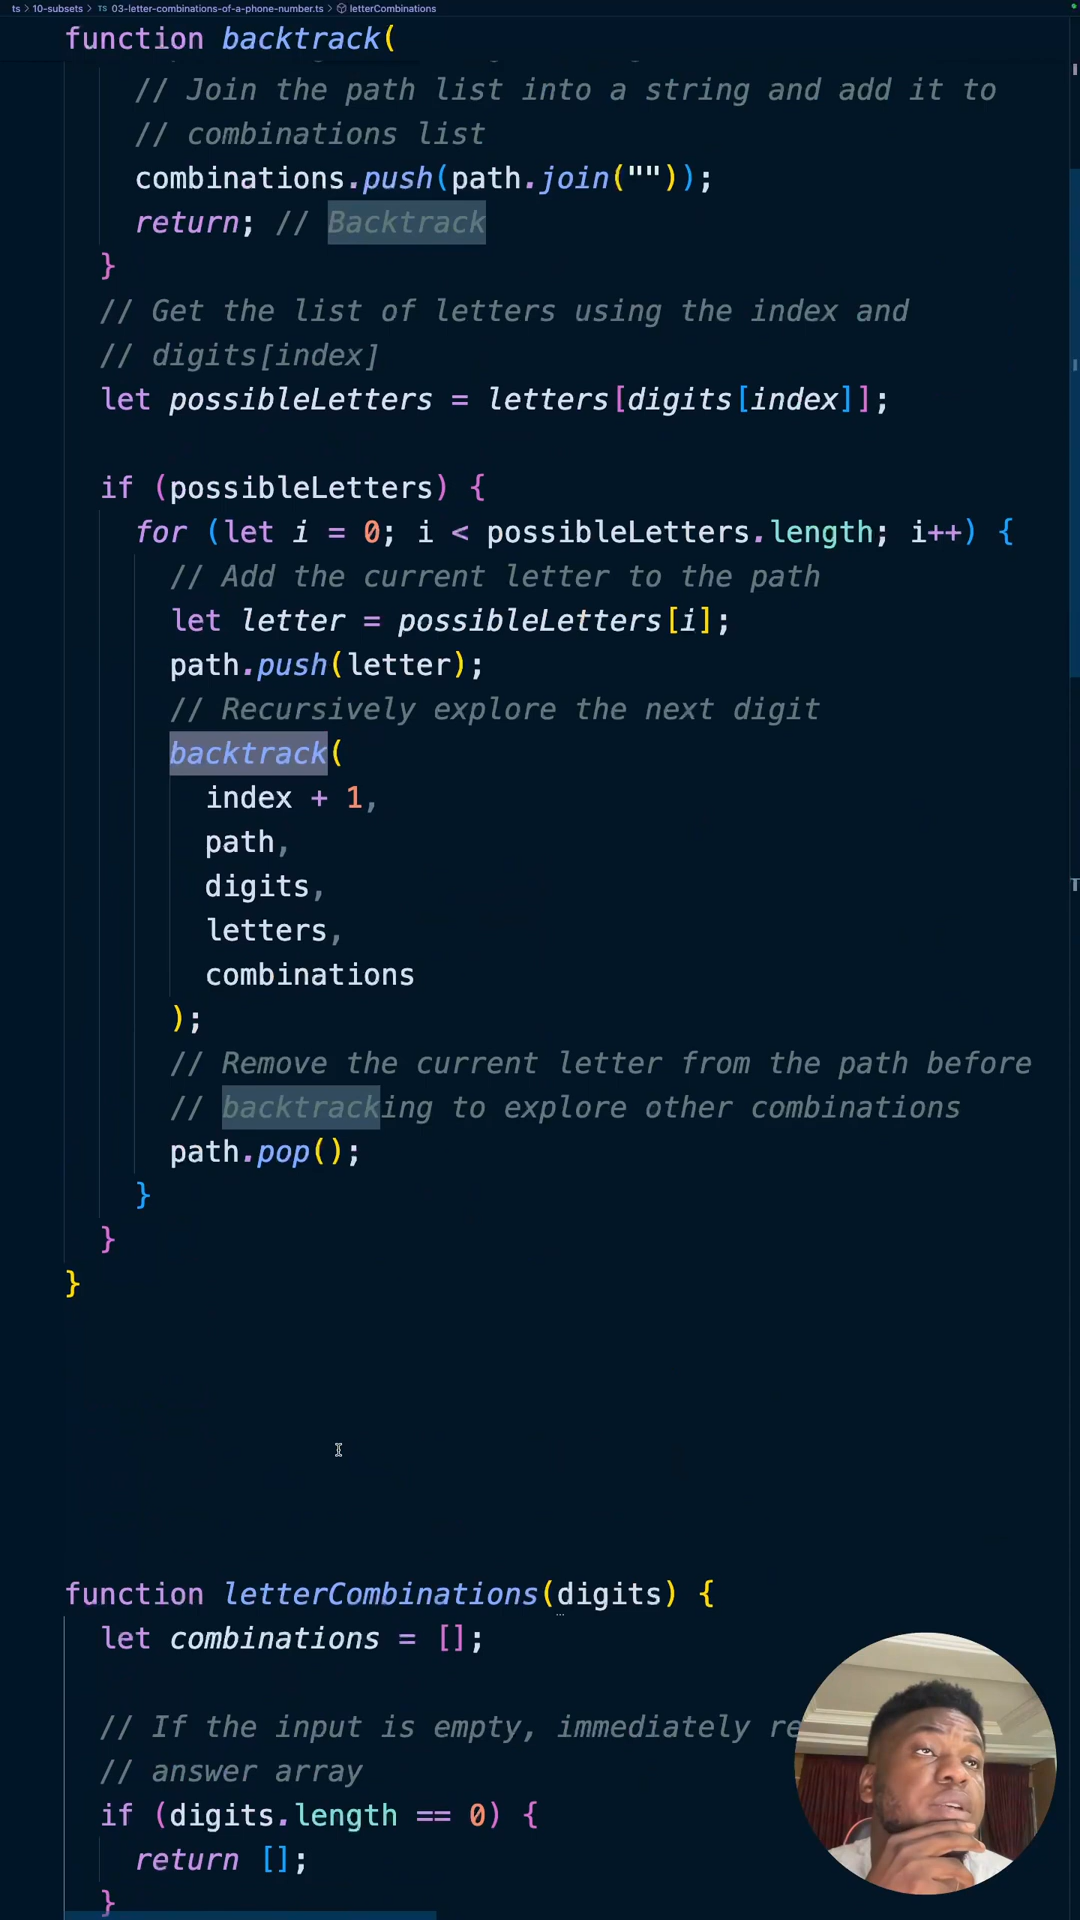 ts > 10-subsets > TS 03-letter-combinations-of-a-phone-number.ts > letterCombinations
function backtrack(
// Join the path list into a string and add it to
// combinations list
combinations.push(path.join(""));
return; // Backtrack
}
// Get the list of letters using the index and
// digits[index]
let possibleLetters = letters[digits[index]];
if (possibleLetters) {
for (let i = 0; i < possibleLetters.length; i++) {
// Add the current letter to the path
let letter = possibleLetters[i];
path.push(letter);
// Recursively explore the next digit
backtrack(
index + 1,
path,
digits,
letters,
combinations
);
// Remove the current letter from the path before
// backtracking to explore other combinations
path.pop();
}
}
}
function letterCombinations(digits) {
let combinations = [];
// If the input is empty, immediately re
// answer array
if (digits.length == 0) {
return [];
}